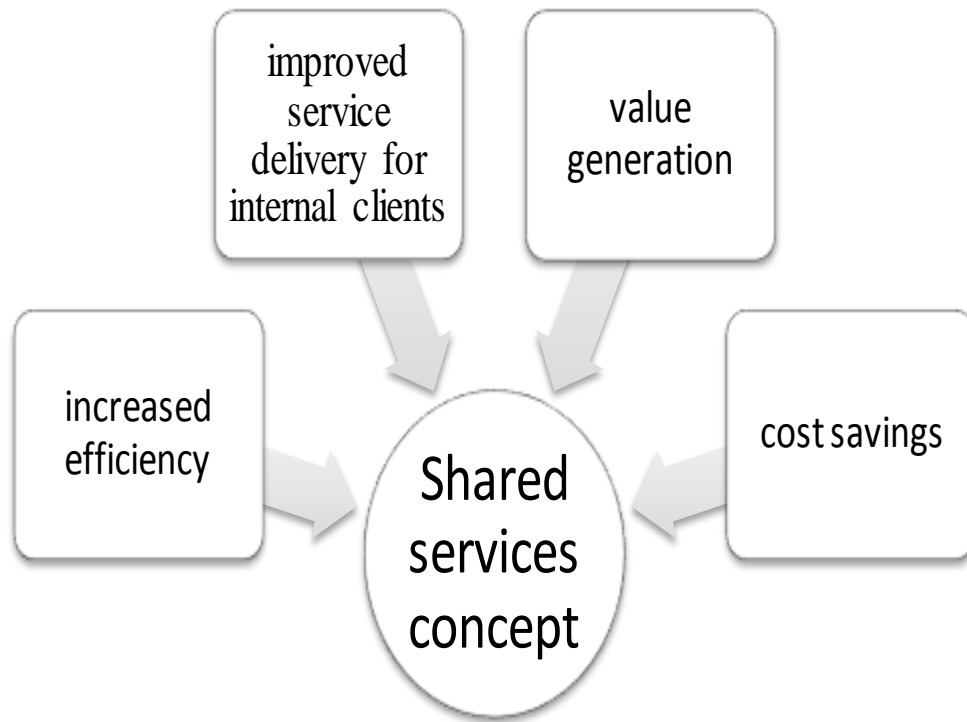 improved
service
delivery for
internal clients
value
generation
increased
efficiency
cost savings
Shared
services
concept